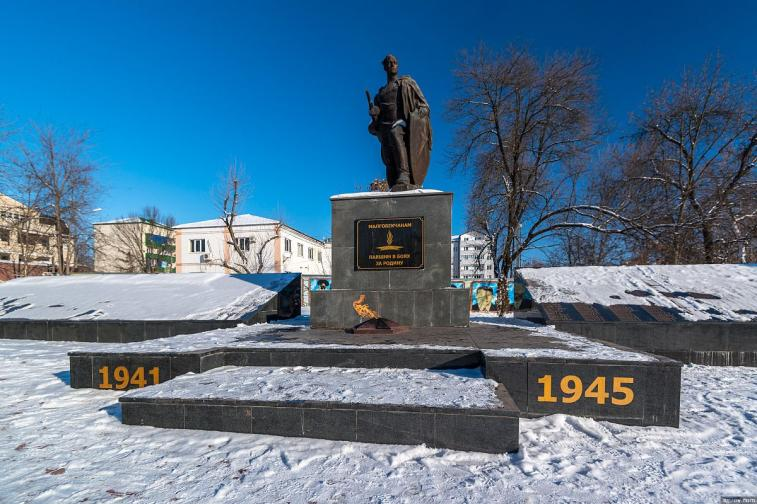 МАЛГОБЕКЧАНАМ
ПАВШИМ В БОЯХ
ЗА РОДИНУ
1941
1945